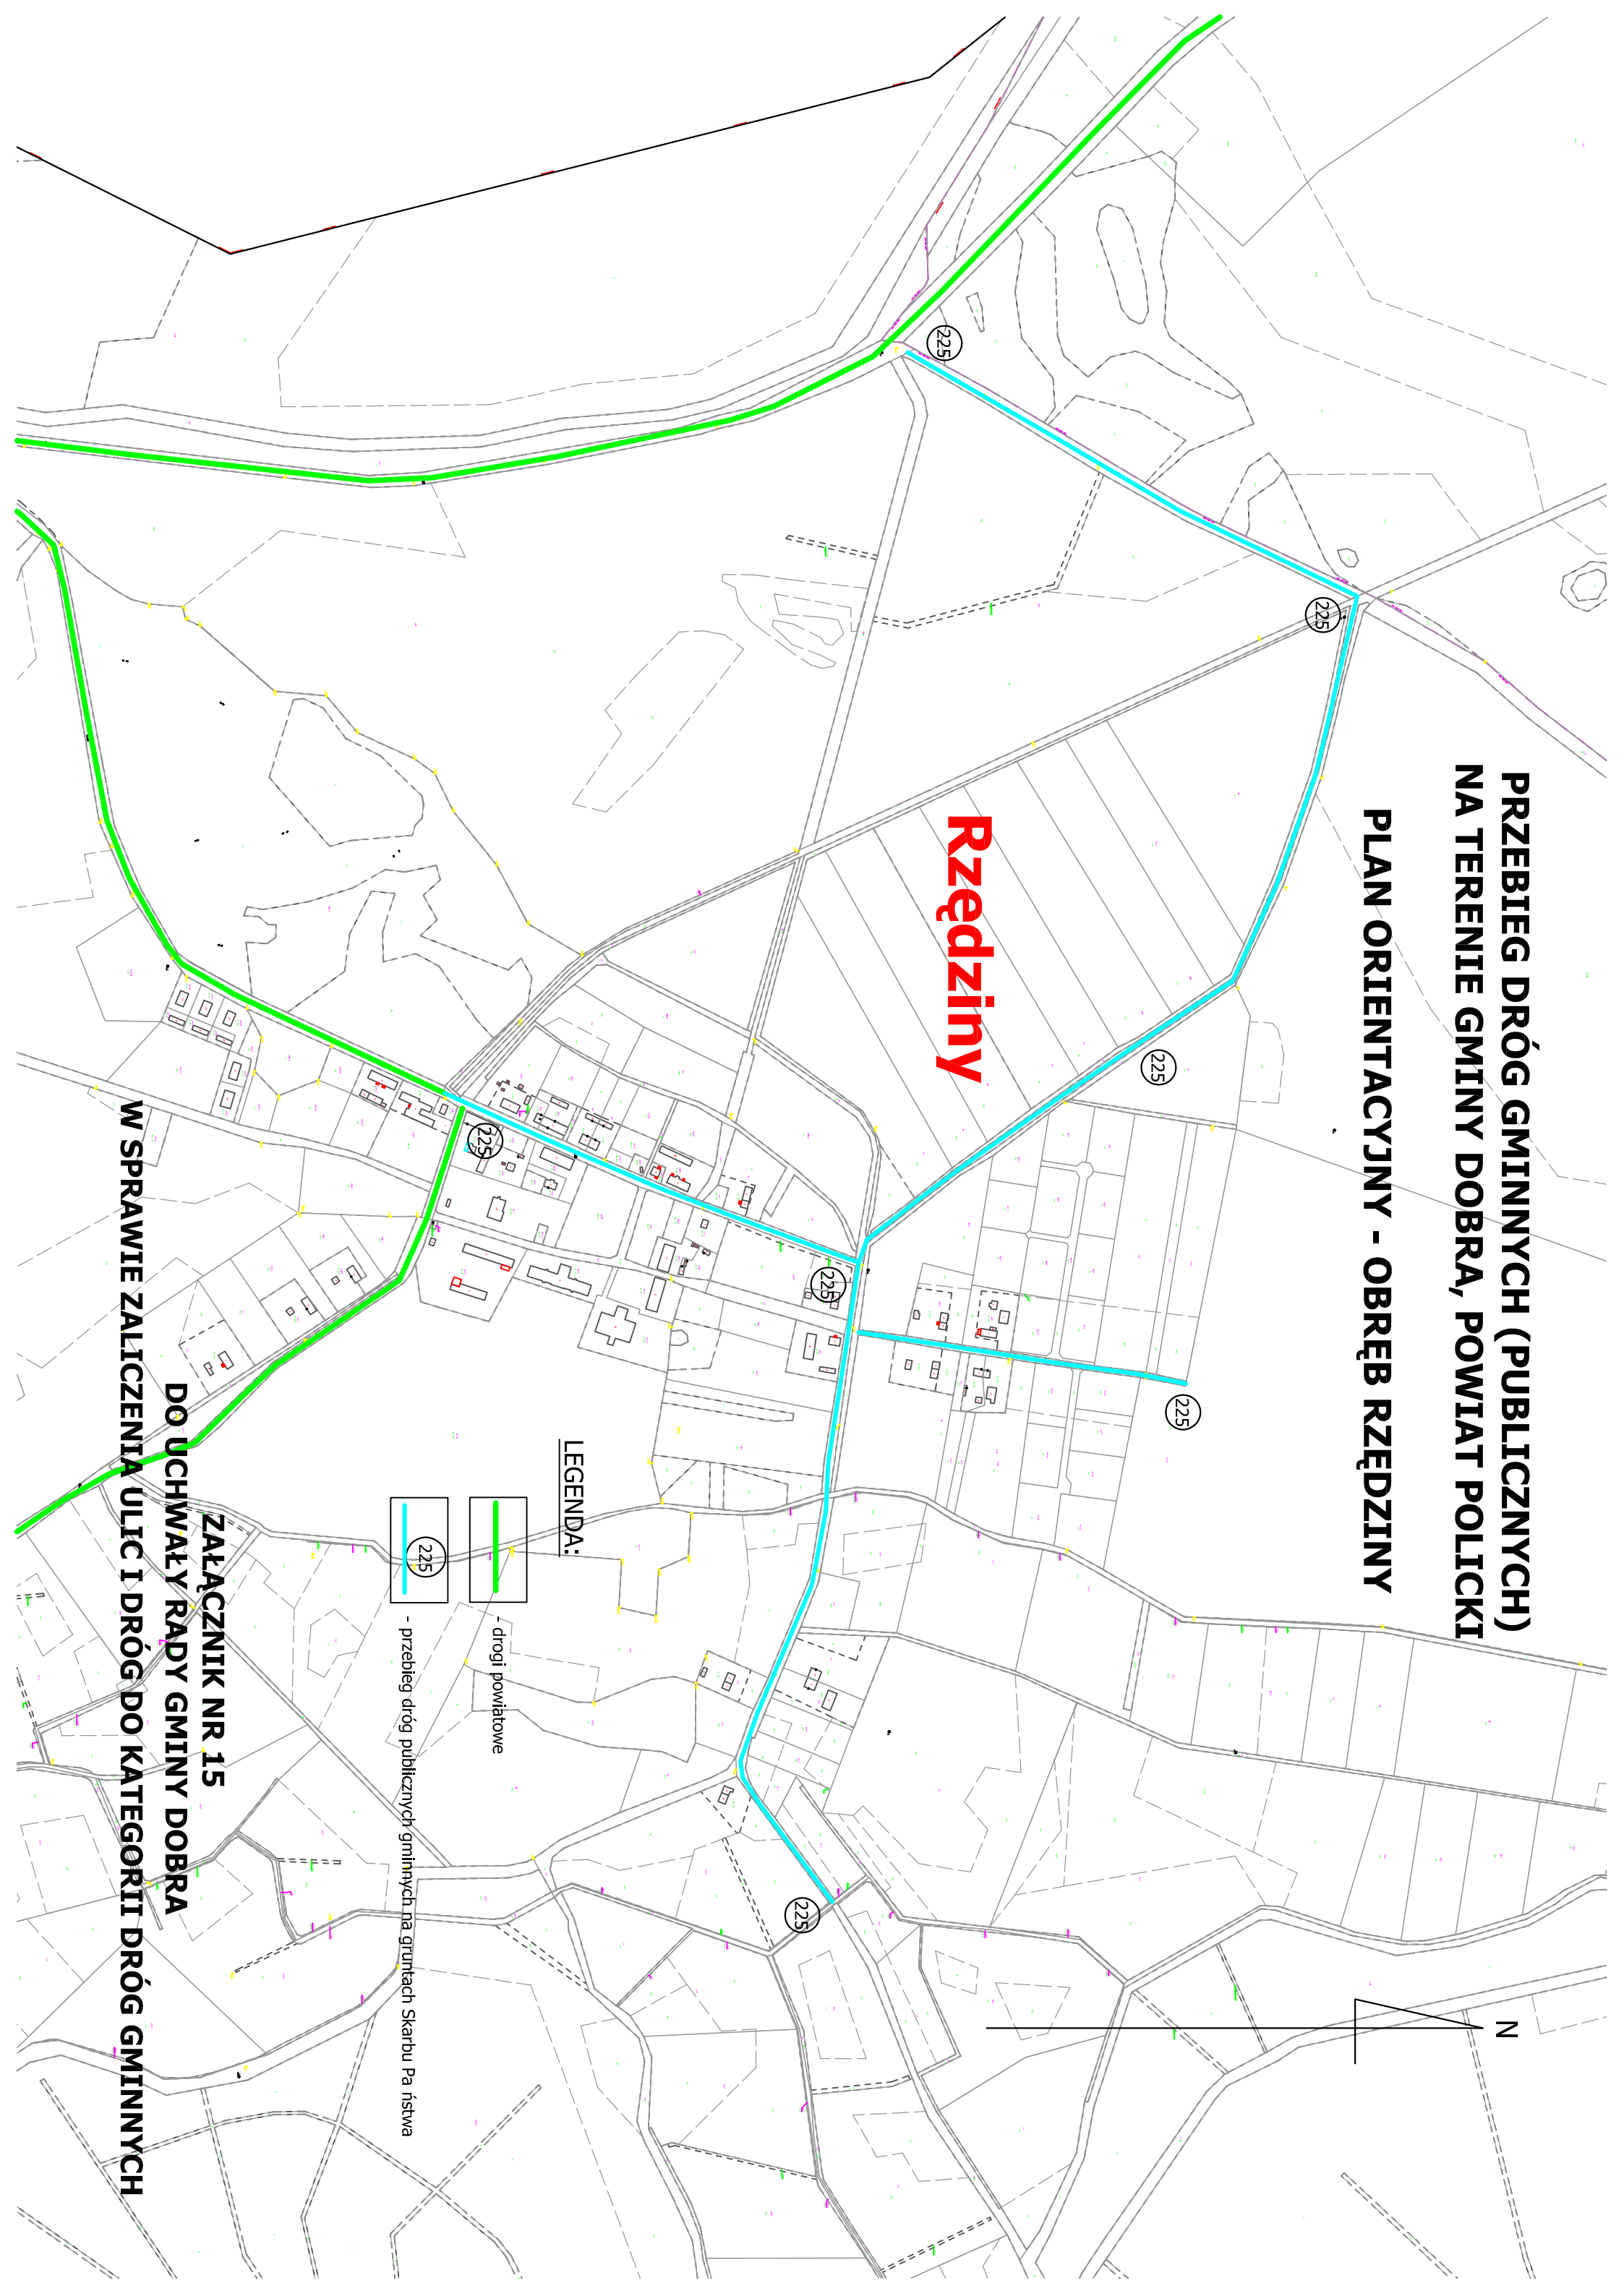 PRZEBIEG DRÓG GMINNYCH (PUBLICZNYCH)
NA TERENIE GMINY DOBRA, POWIAT POLICKI
PLAN ORIENTACYJNY - OBRĘB RZĘDZINY
N
Rzędziny
225
225
225
225
225
225
225
LEGENDA:
- drogi powiatowe
225
- przebieg dróg publicznych gminnych na gruntach Skarbu Pa ństwa
ZAŁĄCZNIK NR 15
DO UCHWAŁY RADY GMINY DOBRA
W SPRAWIE ZALICZENIA ULIC I DRÓG DO KATEGORII DRÓG GMINNYCH